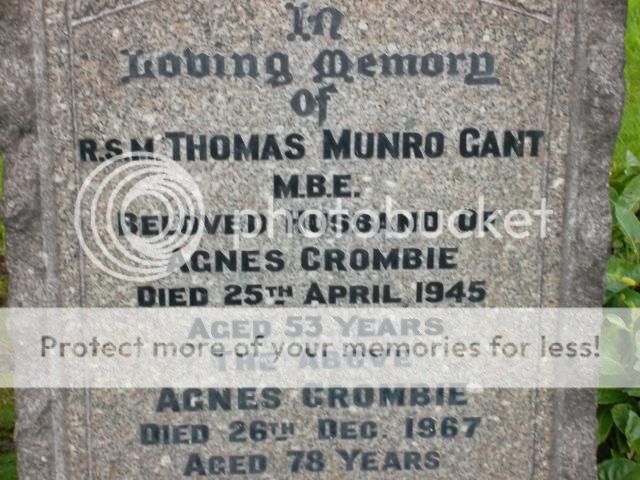 In
Loving Memory
of
R.S.M. THOMAS MUNRO GANT
M.B.E.
BELOVED HUSBAND OF
AGNES CROMBIE
DIED 25TH APRIL 1945
AGED 53 YEARS
THE ABOVE
AGNES CROMBIE
DIED 26TH DEC. 1967
AGED 78 YEARS
photobucket
Protect more of your memories for less!